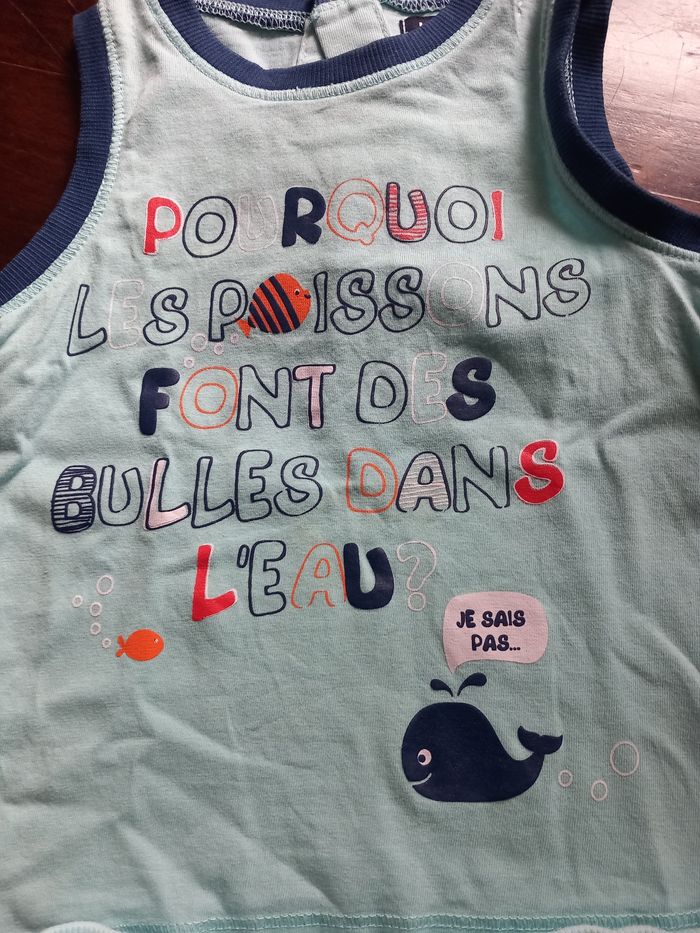 POURQUOI
LES POISSONS
FONT DES
BULLES DANS
L'EAU?
JE SAIS
PAS...